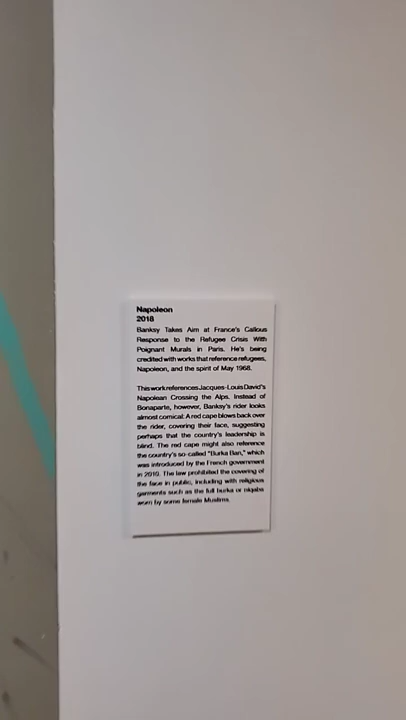 Napoleon
2018
Banksy Takes Aim at France's Callous
Response to the Refugee Crisis With
Poignant Murals in Paris. He's being
credited with works that reference refugees,
Napoleon, and the spirit of May 1968.
This work references Jacques-Louis David's
Napolean Crossing the Alps. Instead of
Bonaparte, however, Banksy's rider looks
almost comical: A red cape blows back over
the rider, covering their face, suggesting
perhaps that the country's leadership is
blind. The red cape might also reference
the country's so-called "Burka Ban," which
was introduced by the French government
in 2010. The law prohibited the covering of
the face in public, including with religious
garments such as the full burka or niqabs
worn by some female Muslims.